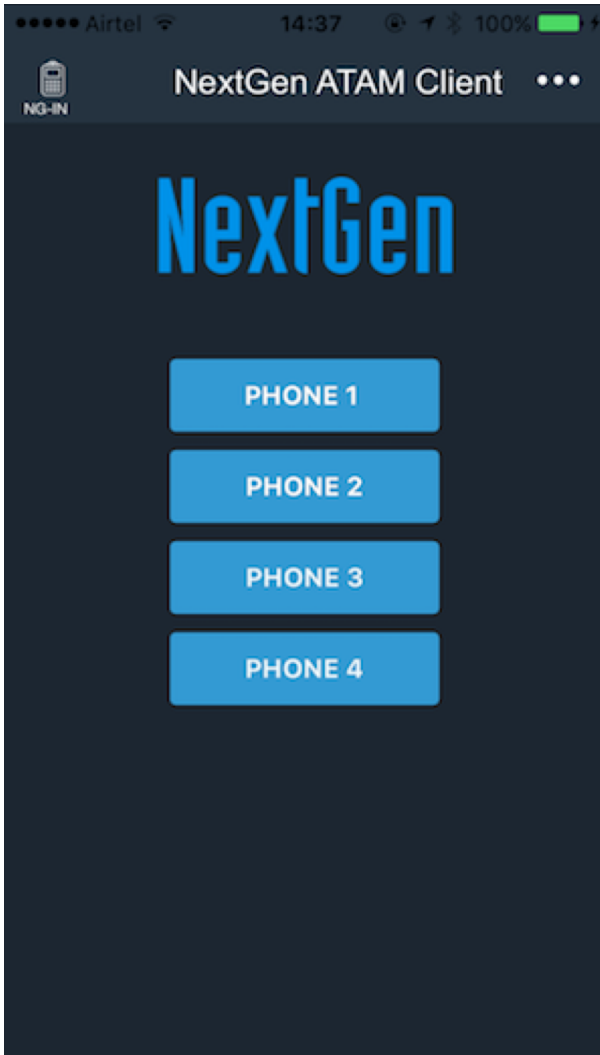 Airtel 14:37 100%
NextGen ATAM Client
NG-IN
NextGen
PHONE 1
PHONE 2
PHONE 3
PHONE 4